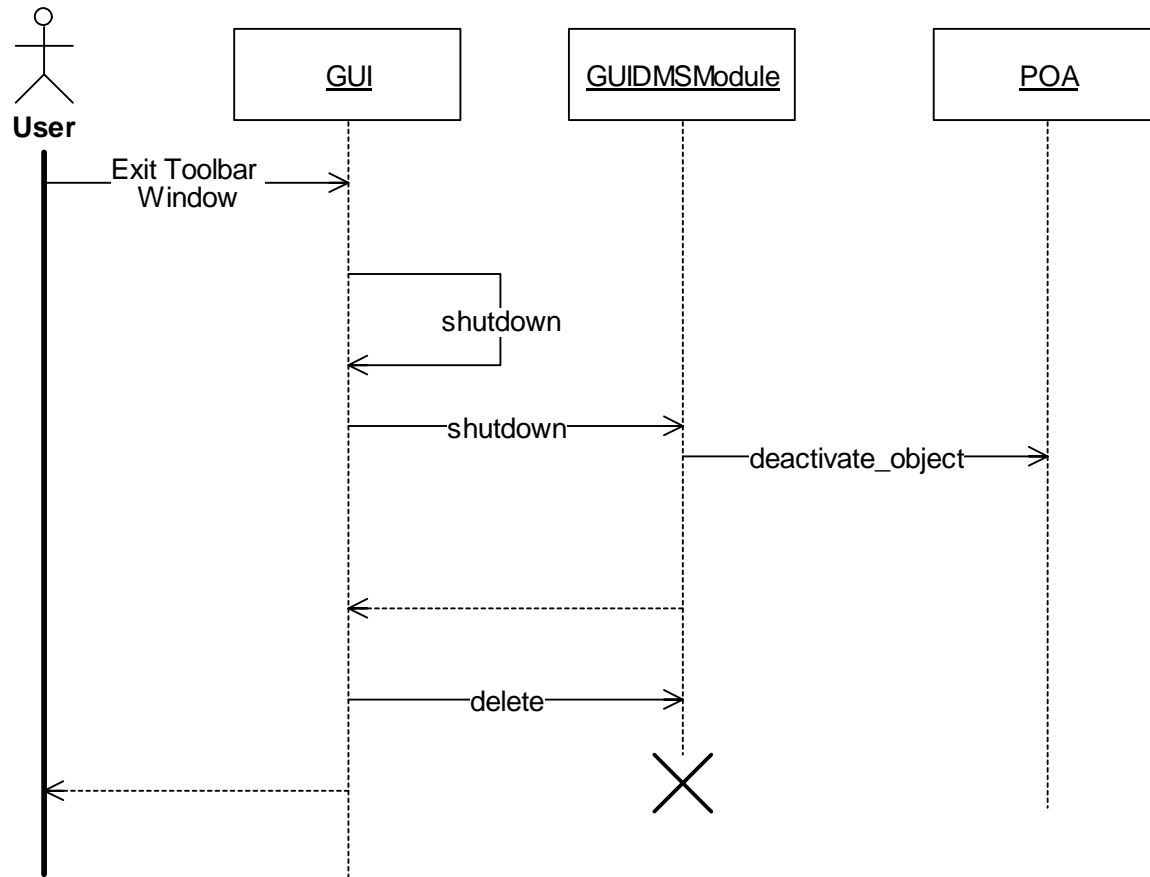 GUI
GUIDMSModule
POA
User
Exit Toolbar
Window
shutdown
shutdown
deactivate_object
delete